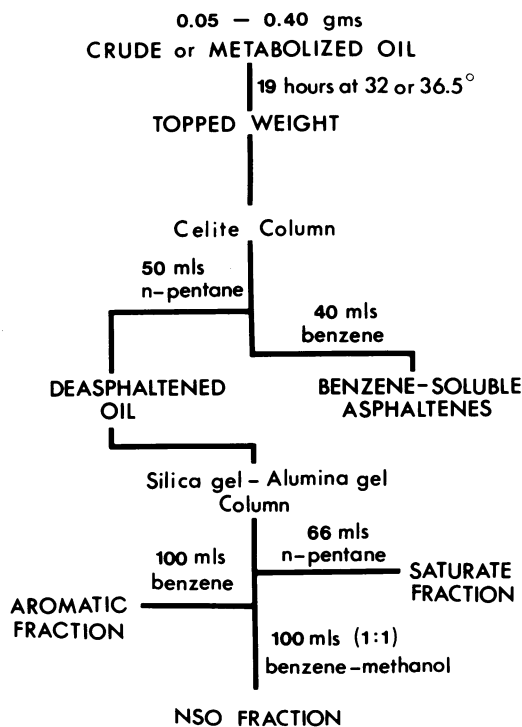 0.05 – 0.40 gms
CRUDE or METABOLIZED OIL
19 hours at 32 or 36.5°
TOPPED WEIGHT
Celite Column
50 mls
n-pentane
40 mls
benzene
DEASPHALTENED
OIL
BENZENE-SOLUBLE
ASPHALTENES
Silica gel – Alumina gel
Column
66 mls
n-pentane
100 mls
benzene
SATURATE
FRACTION
AROMATIC
FRACTION
100 mls (1:1)
benzene-methanol
NSO FRACTION